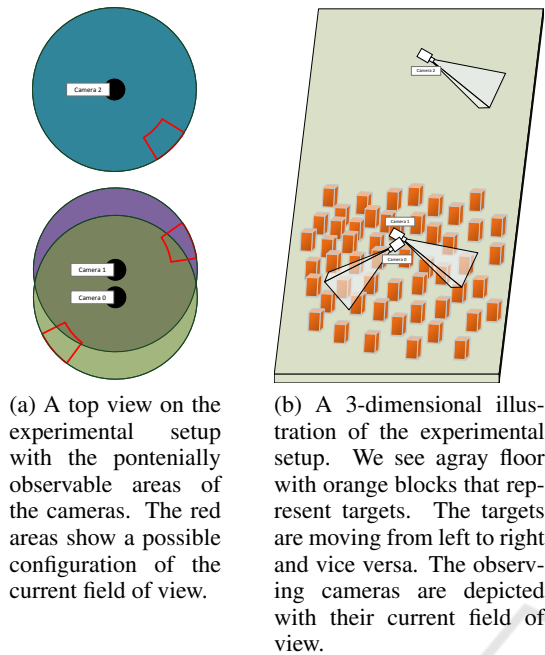 Camera 2
Camera 1
Camera 0
Camera 2
Camera 1
Camera 0
(a) A top view on the
experimental setup
with the pontenially
observable areas of
the cameras. The red
areas show a possible
configuration of the
current field of view.
(b) A 3-dimensional illus-
tration of the experimental
setup. We see agray floor
with orange blocks that rep-
resent targets. The targets
are moving from left to right
and vice versa. The observ-
ing cameras are depicted
with their current field of
view.